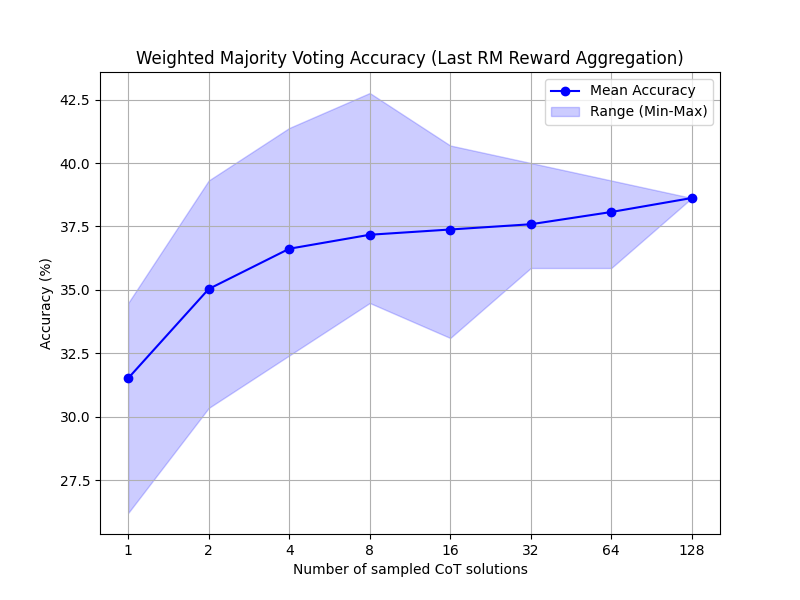 Weighted Majority Voting Accuracy (Last RM Reward Aggregation)
Mean Accuracy
Range (Min-Max)
Accuracy (%)
42.5
40.0
37.5
35.0
32.5
30.0
27.5
1 2 4 8 16 32 64 128
Number of sampled CoT solutions